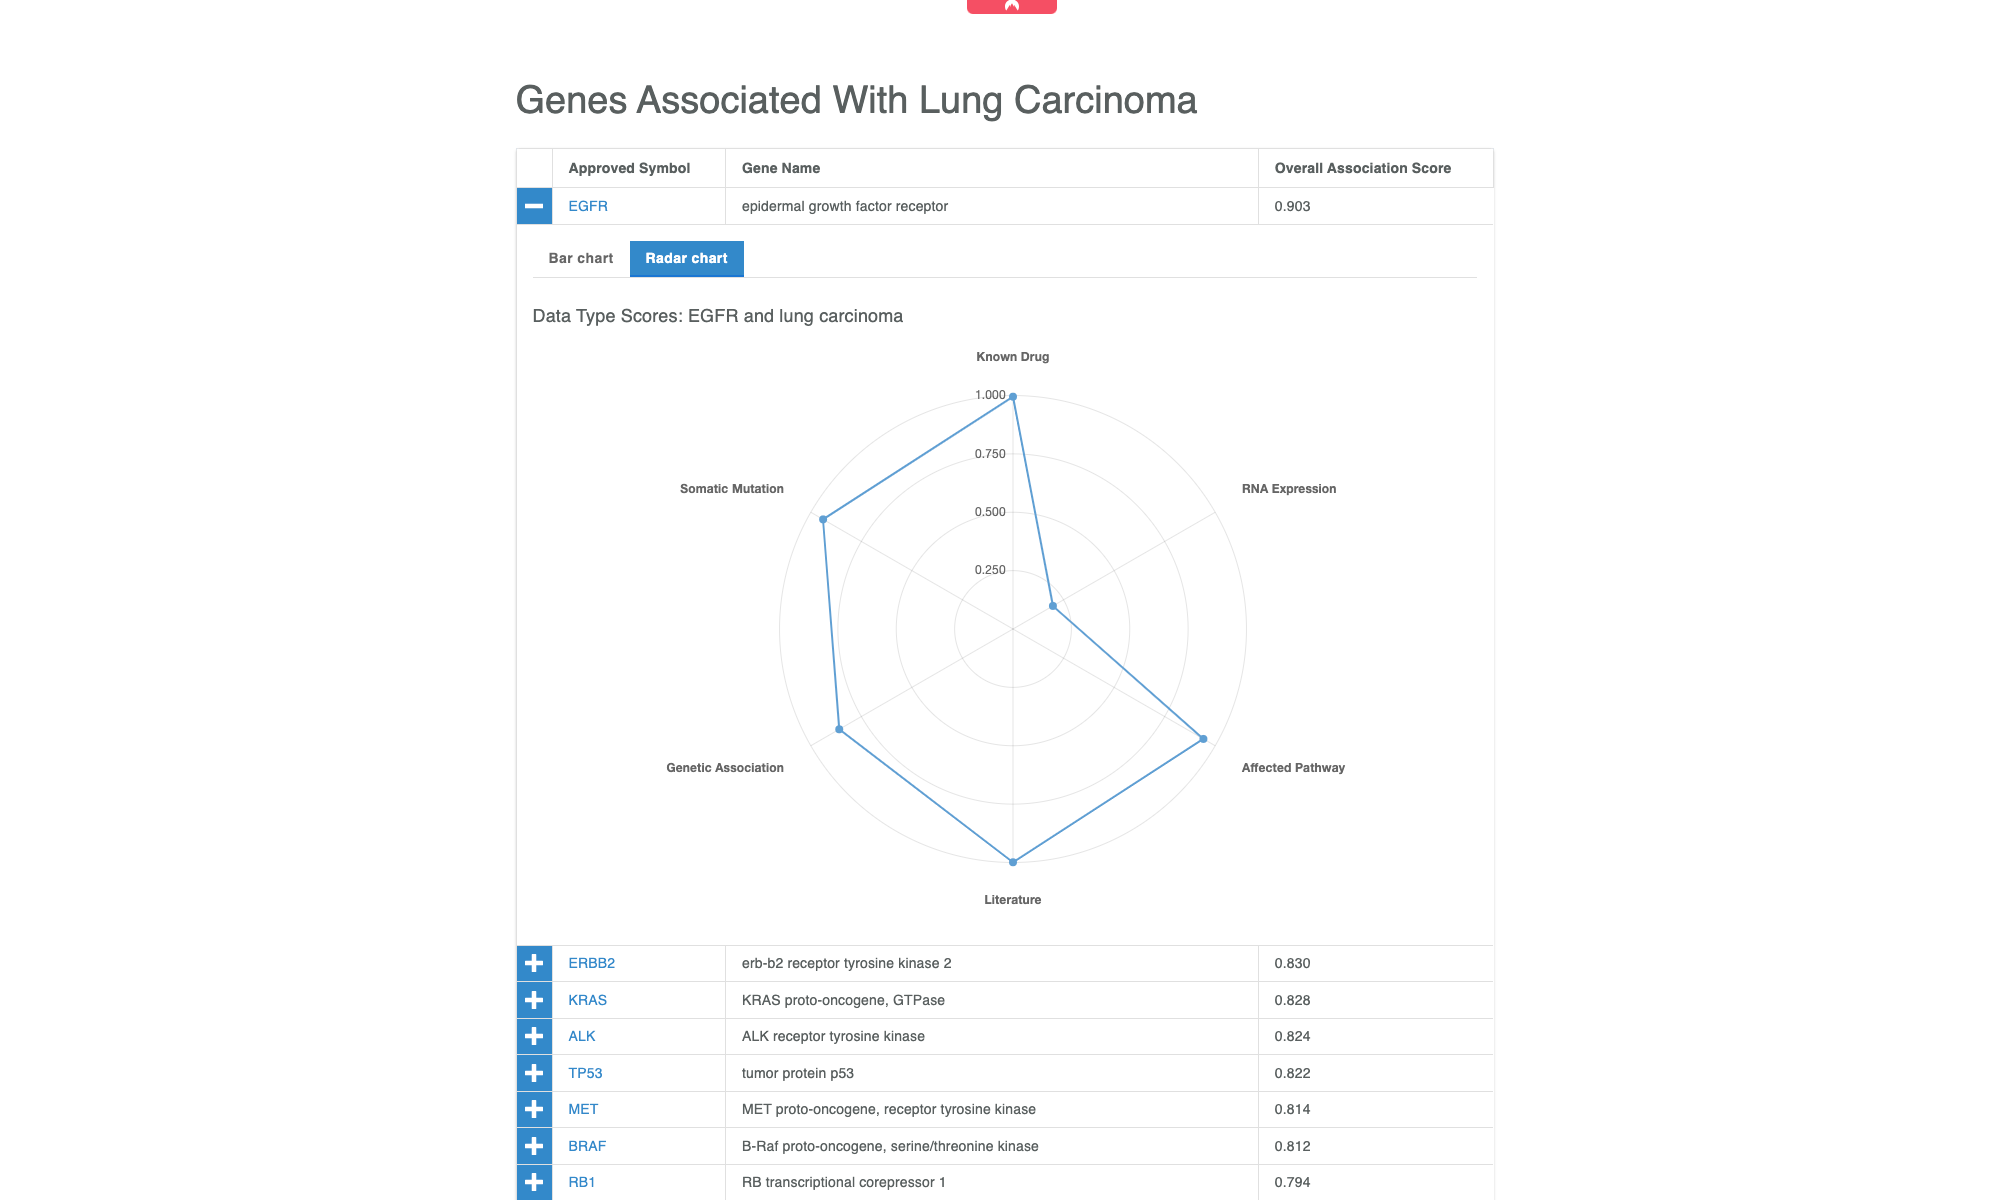 Genes Associated With Lung Carcinoma
Approved Symbol Gene Name Overall Association Score
EGFR epidermal growth factor receptor 0.903
Bar chart Radar chart
Data Type Scores: EGFR and lung carcinoma
Known Drug
1.000
0.750
Somatic Mutation RNA Expression
0.500
0.250
Genetic Association Affected Pathway
Literature
ERBB2 erb-b2 receptor tyrosine kinase 2 0.830
KRAS KRAS proto-oncogene, GTPase 0.828
ALK ALK receptor tyrosine kinase 0.824
TP53 tumor protein p53 0.822
MET MET proto-oncogene, receptor tyrosine kinase 0.814
BRAF B-Raf proto-oncogene, serine/threonine kinase 0.812
RB1 RB transcriptional corepressor 1 0.794